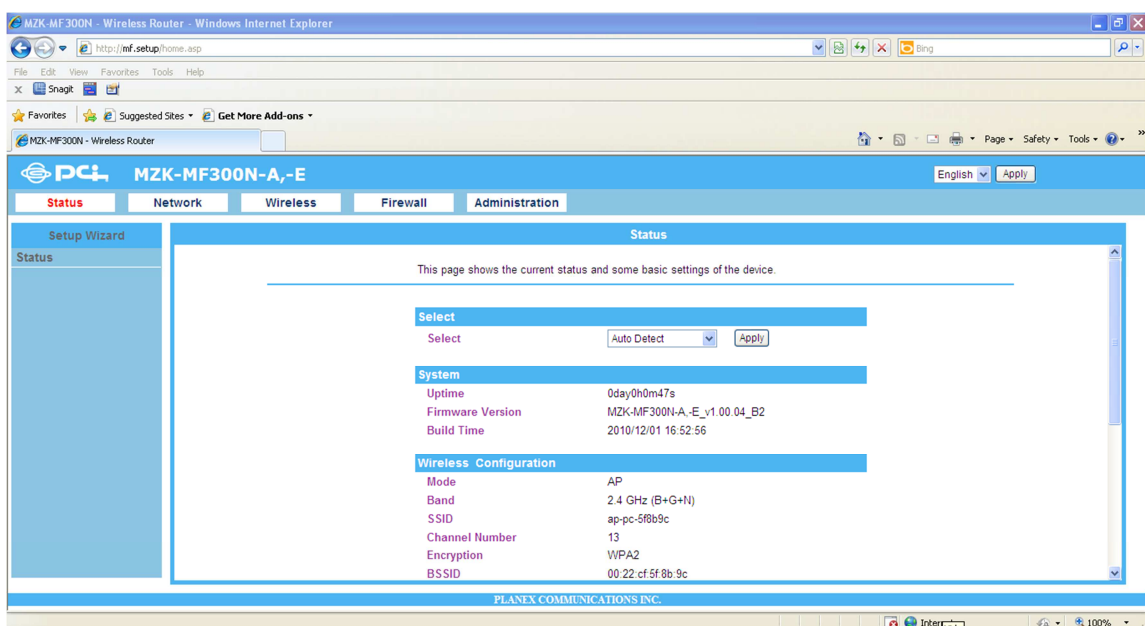 MZK-MF300N - Wireless Router - Windows Internet Explorer
http://mf.setup/home.asp
Bing
File Edit View Favorites Tools Help
x Snagit
Favorites Suggested Sites Get More Add-ons
MZK-MF300N - Wireless Router
Page Safety Tools
PCi MZK-MF300N-A,-E
English Apply
Status Network Wireless Firewall Administration
Setup Wizard
Status
Status
This page shows the current status and some basic settings of the device.
Select
Select Auto Detect Apply
System
Uptime 0day0h0m47s
Firmware Version MZK-MF300N-A,-E_v1.00.04_B2
Build Time 2010/12/01 16:52:56
Wireless Configuration
Mode AP
Band 2.4 GHz (B+G+N)
SSID ap-pc-5f8b9c
Channel Number 13
Encryption WPA2
BSSID 00:22:cf:5f:8b:9c
PLANEX COMMUNICATIONS INC.
100%